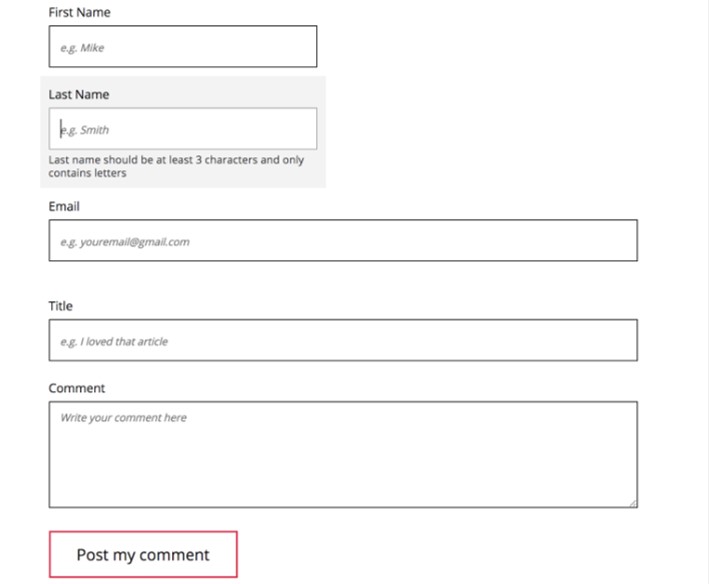 First Name
e.g. Mike
Last Name
e.g. Smith
Last name should be at least 3 characters and only
contains letters
Email
e.g. youremail@gmail.com
Title
e.g. I loved that article
Comment
Write your comment here
Post my comment